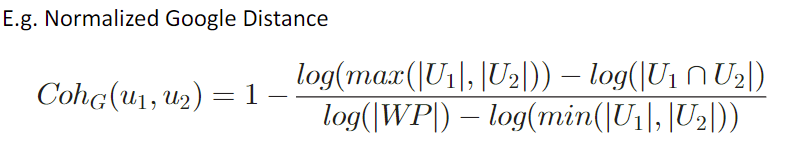 E.g. Normalized Google Distance
Coh_G(u_1, u_2) = 1 - \frac{log(max(|U_1|, |U_2|)) - log(|U_1 ∩ U_2|)}{log(|WP|) - log(min(|U_1|, |U_2|))}